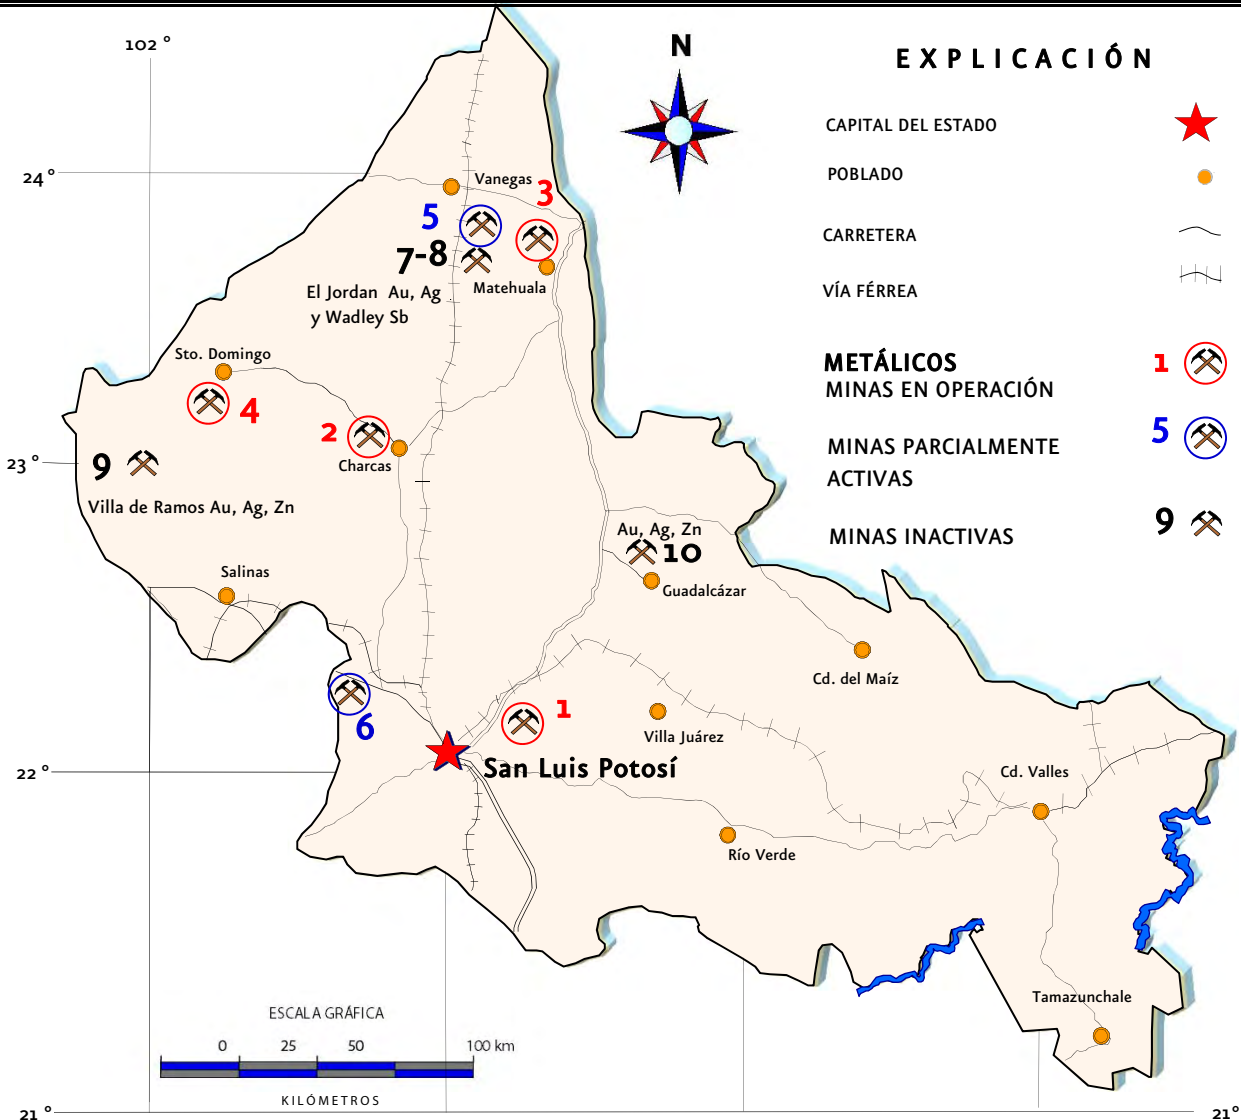 102 °
N
EXPLICACIÓN
CAPITAL DEL ESTADO
POBLADO
CARRETERA
VÍA FÉRREA
METÁLICOS
MINAS EN OPERACIÓN
1
MINAS PARCIALMENTE
ACTIVAS
5
MINAS INACTIVAS
9
24°
Vanegas
3
5
7-8
Matehuala
El Jordan Au, Ag
y Wadley Sb
Sto. Domingo
4
2
Charcas
23°
9
Villa de Ramos Au, Ag, Zn
Au, Ag, Zn
10
Guadalcázar
Salinas
Cd. del Maíz
6
1
Villa Juárez
San Luis Potosí
22°
Cd. Valles
Río Verde
Tamazunchale
ESCALA GRÁFICA
0 25 50 100 km
KILÓMETROS
21 °
21°